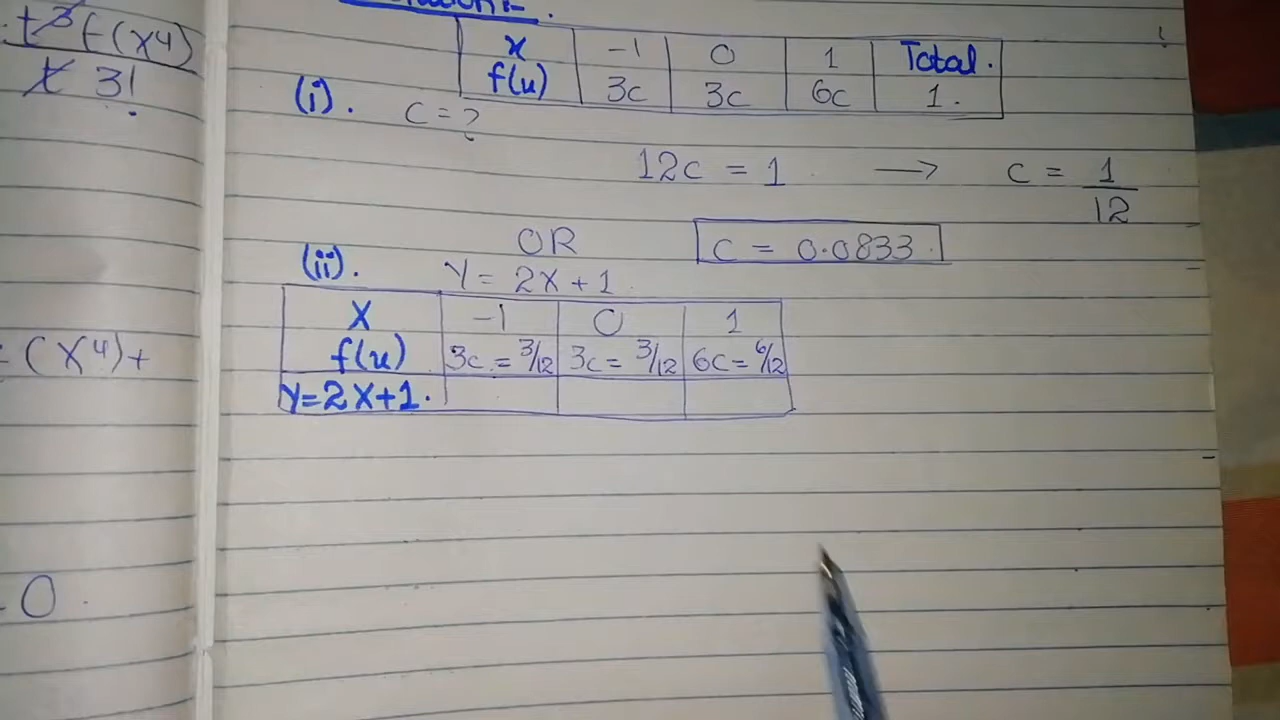 t³ E(X⁴)
t 3!
= (X⁴) +
0
x -1 0 1 Total.
f(x) 3c 3c 6c 1.
(i). C = ?
12c = 1 → c = 1/12
OR C = 0.0833.
(ii). Y = 2X + 1
X -1 0 1
f(x) 3c = 3/12 3c = 3/12 6c = 6/12
Y=2X+1.